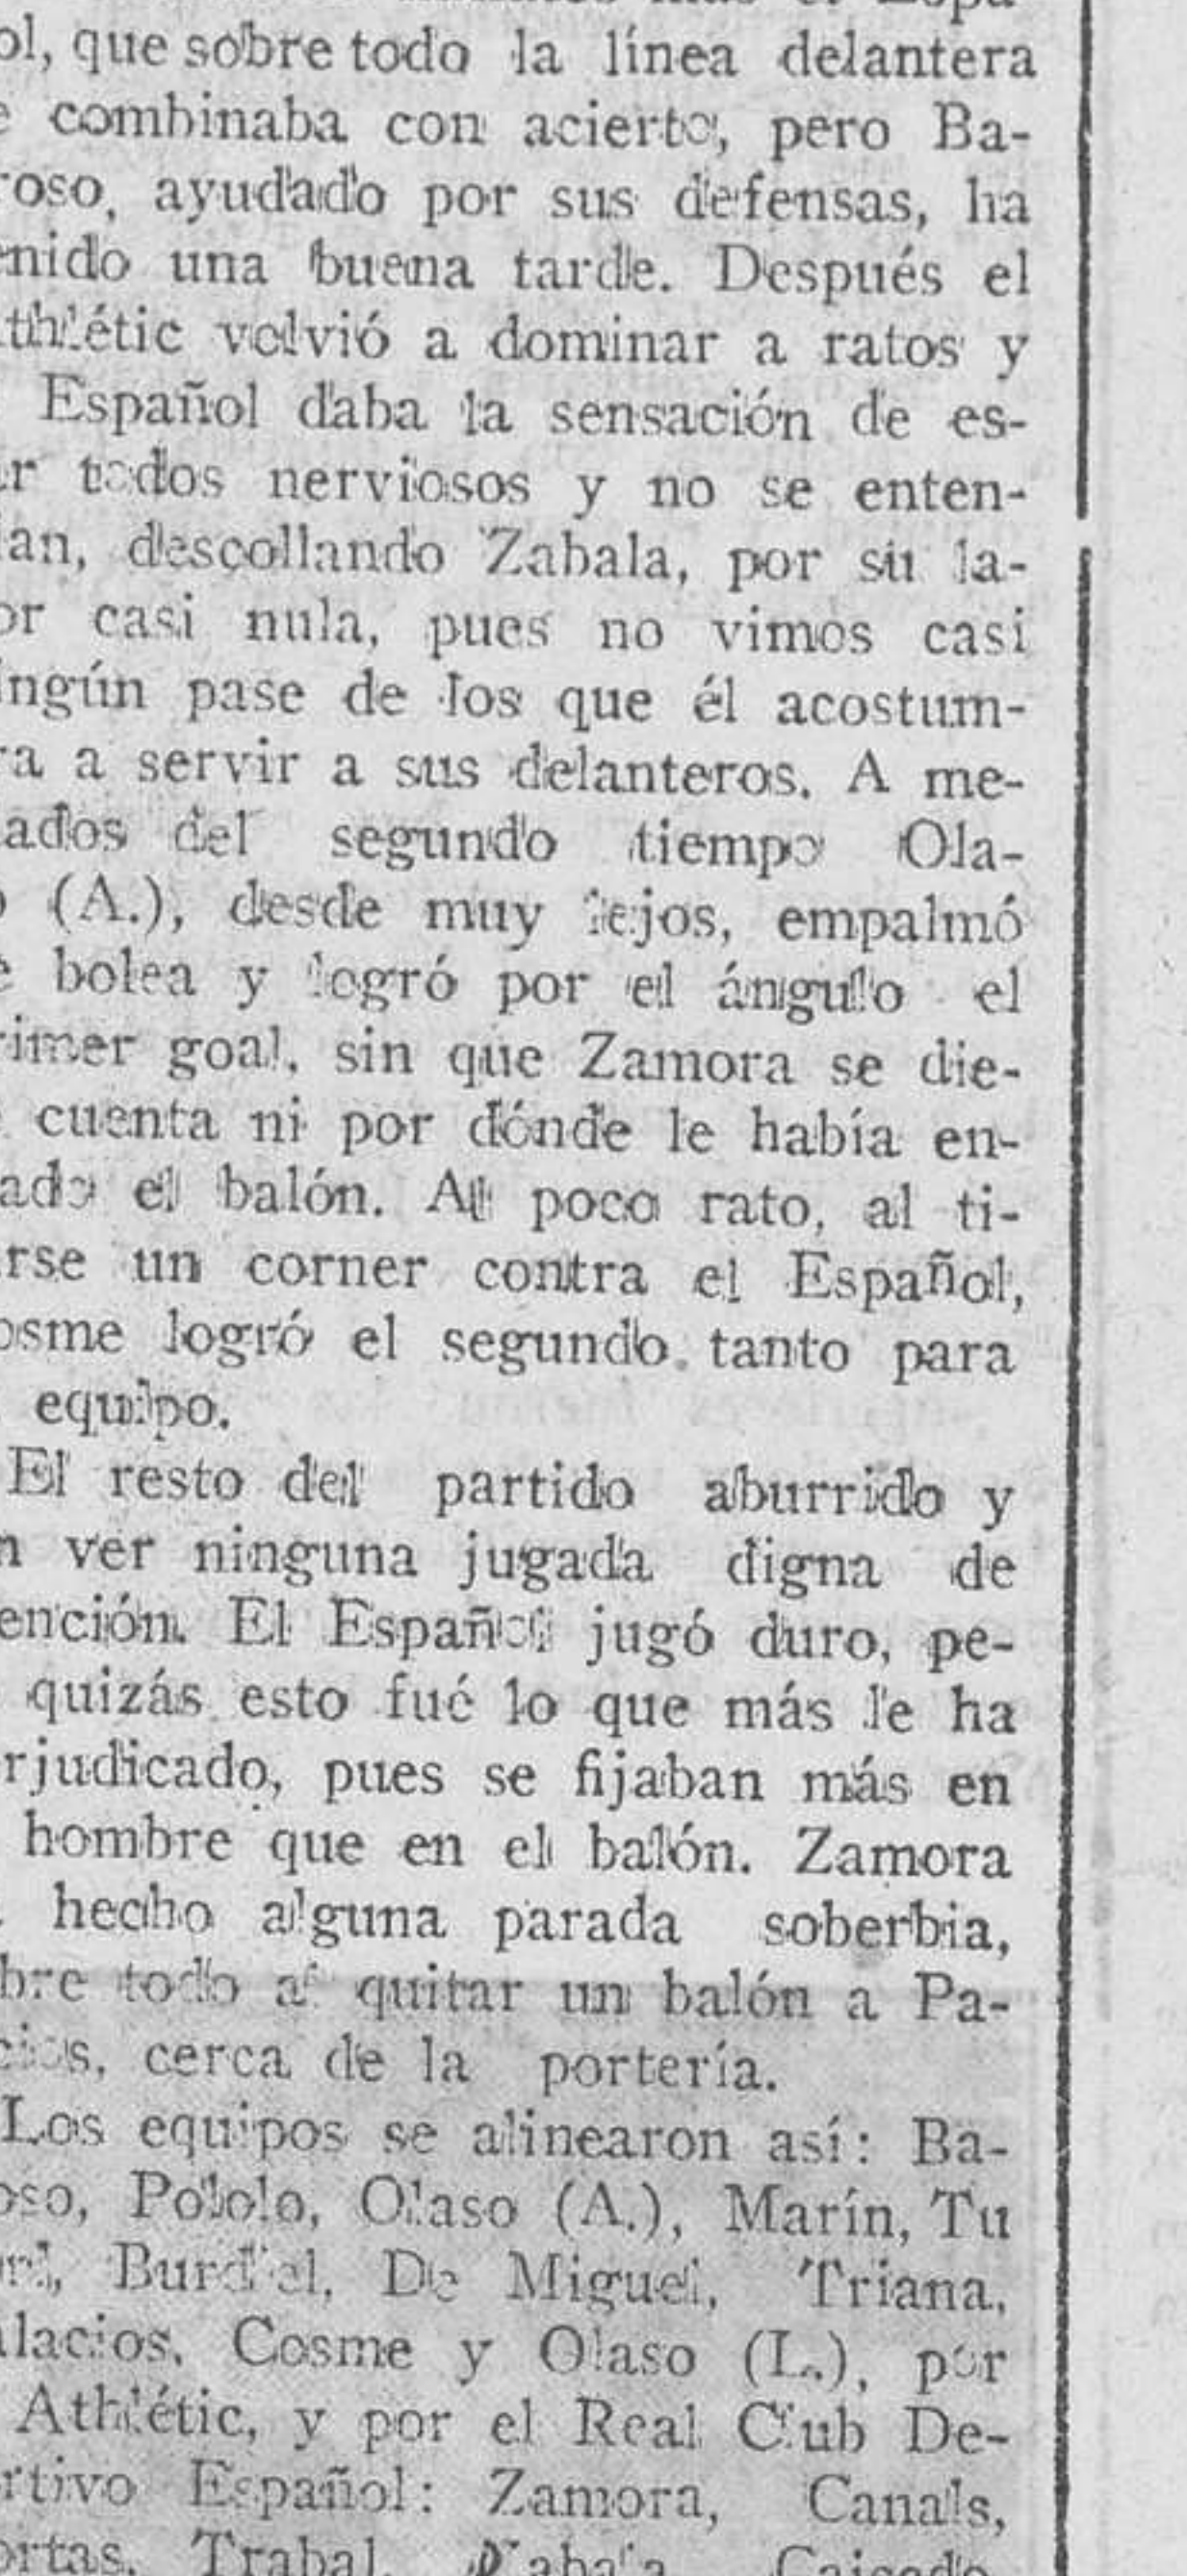 ol, que sobre todo la línea delantera
e combinaba con acierto, pero Ba-
roso, ayudado por sus defensas, ha
enido una buena tarde. Después el
thlétic volvió a dominar a ratos y
Español daba la sensación de es-
ar todos nerviosos y no se enten-
ían, descollando Zabala, por su la-
or casi nula, pues no vimos casi
ingún pase de los que él acostum-
ra a servir a sus delanteros. A me-
ados del segundo tiempo Ola-
o (A.), desde muy lejos, empalmó
e bolea y logró por el ángulo el
rimer goal, sin que Zamora se die-
cuenta ni por dónde le había en-
ado el balón. Al poco rato, al ti-
rse un corner contra el Español,
osme logró el segundo tanto para
equipo.
El resto del partido aburrido y
n ver ninguna jugada digna de
ención. El Español jugó duro, pe-
quizás esto fué lo que más le ha
rjudicado, pues se fijaban más en
hombre que en el balón. Zamora
hecho alguna parada soberbia,
bre todo al quitar un balón a Pa-
cios, cerca de la portería.
Los equipos se alinearon así: Ba-
oso, Pololo, Olaso (A.), Marín, Tu
Burdiel, De Miguel, Triana,
alacios, Cosme y Olaso (L.), por
Athlétic, y por el Real Club De-
rtivo Español: Zamora, Canals,
ortas, Trabal,